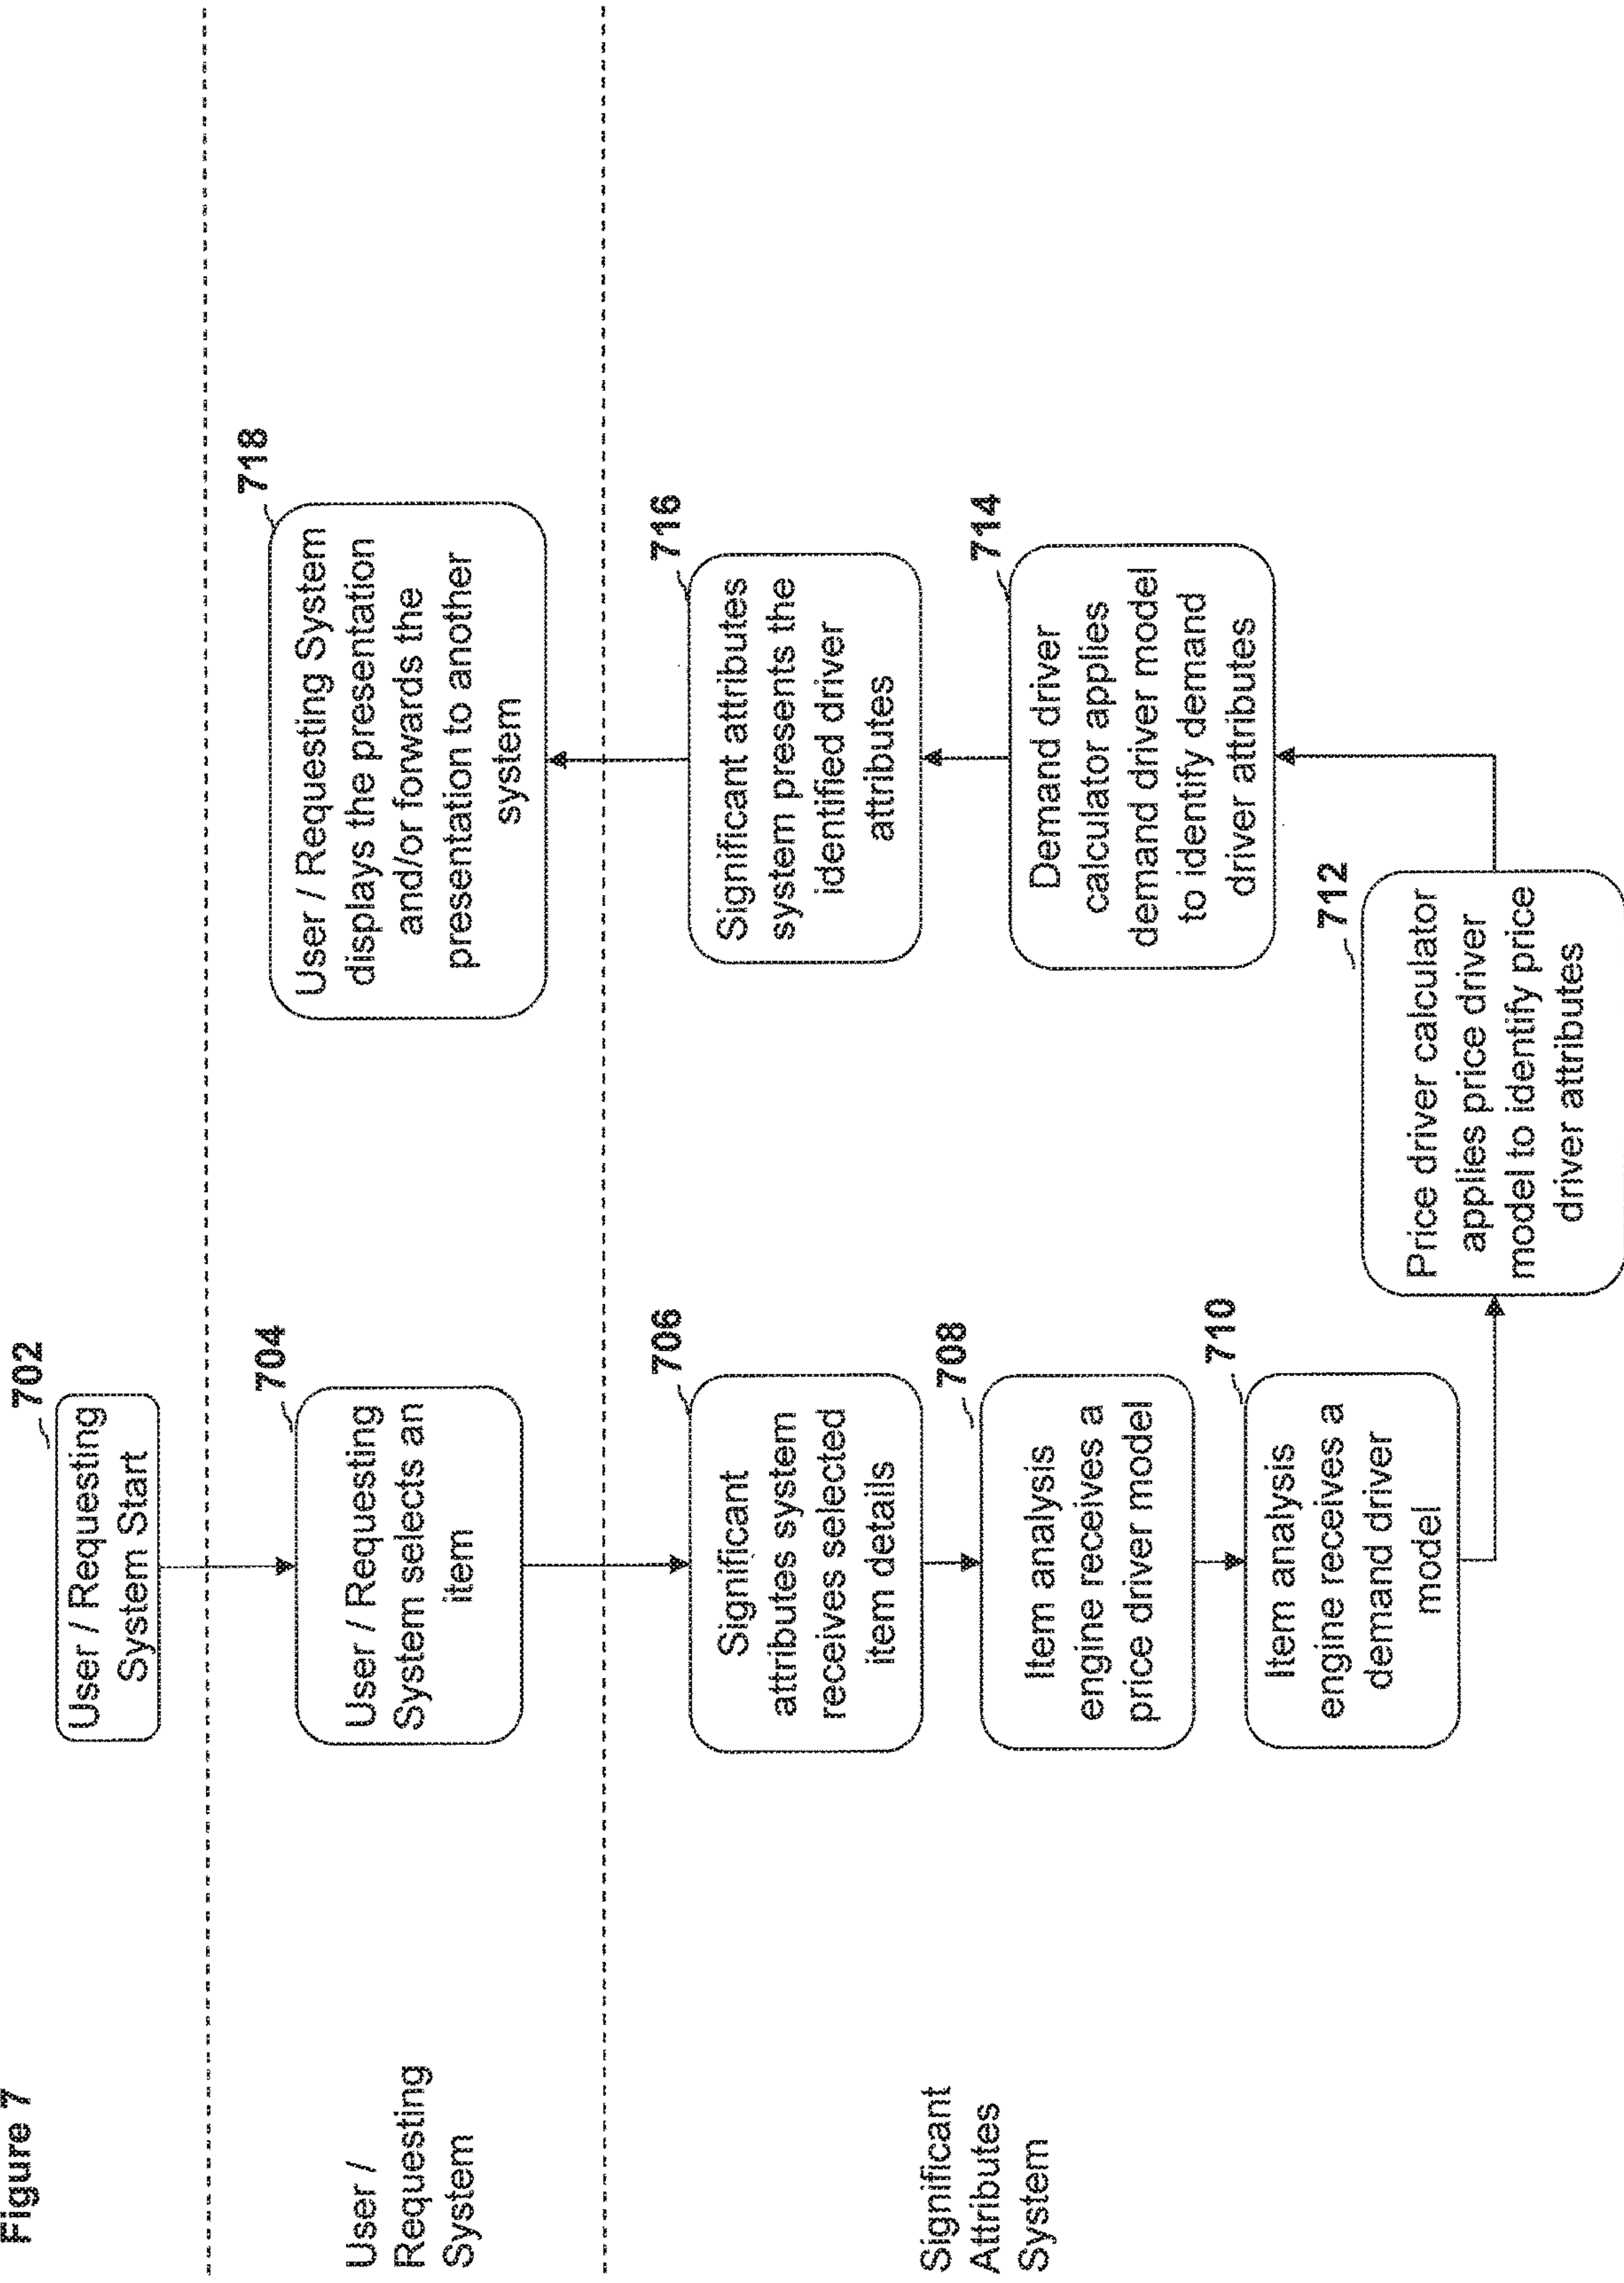 Figure 7
702
User / Requesting
System Start
User /
Requesting
System
704
User / Requesting
System selects an
item
718
User / Requesting System
displays the presentation
and/or forwards the
presentation to another
system
Significant
Attributes
System
706
Significant
attributes system
receives selected
item details
708
Item analysis
engine receives a
price driver model
710
Item analysis
engine receives a
demand driver
model
712
Price driver calculator
applies price driver
model to identify price
driver attributes
714
Demand driver
calculator applies
demand driver model
to identify demand
driver attributes
716
Significant attributes
system presents the
identified driver
attributes